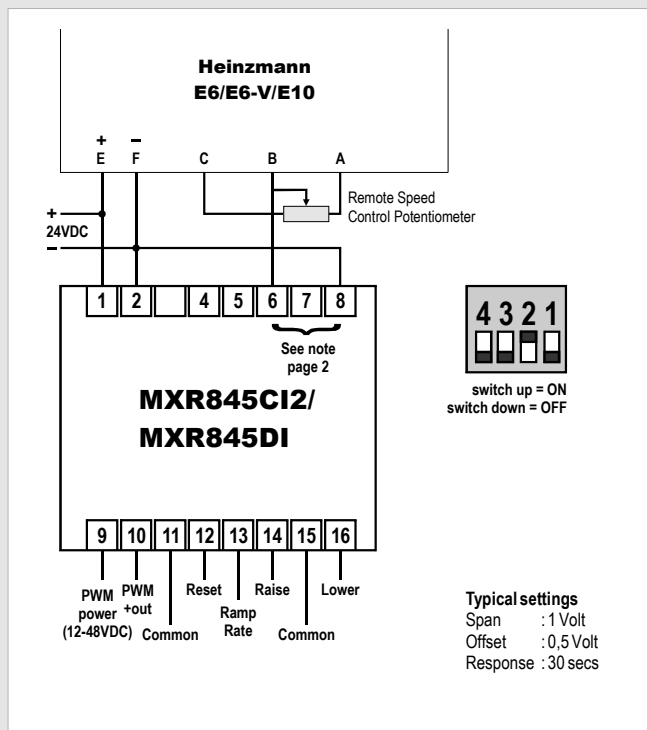 Heinzmann
E6/E6-V/E10
+ −
E F C B A
Remote Speed
Control Potentiometer
+
24VDC
−
1 2 4 5 6 7 8
See note
page 2
4 3 2 1
switch up = ON
switch down = OFF
MXR845CI2/
MXR845DI
9 10 11 12 13 14 15 16
PWM
power
(12-48VDC)
PWM
+out
Common
Reset
Ramp
Rate
Raise
Common
Lower
Typical settings
Span : 1 Volt
Offset : 0,5 Volt
Response : 30 secs